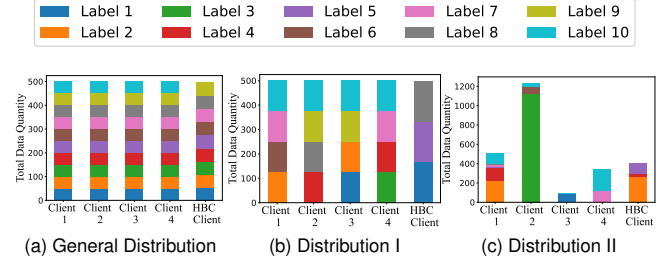 Label 1 Label 3 Label 5 Label 7 Label 9
Label 2 Label 4 Label 6 Label 8 Label 10
Total Data Quantity
500
400
300
200
100
0
Client 1
Client 2
Client 3
Client 4
HBC Client
(a) General Distribution
Total Data Quantity
500
400
300
200
100
0
Client 1
Client 2
Client 3
Client 4
HBC Client
(b) Distribution I
Total Data Quantity
1200
1000
800
600
400
200
0
Client 1
Client 2
Client 3
Client 4
HBC Client
(c) Distribution II